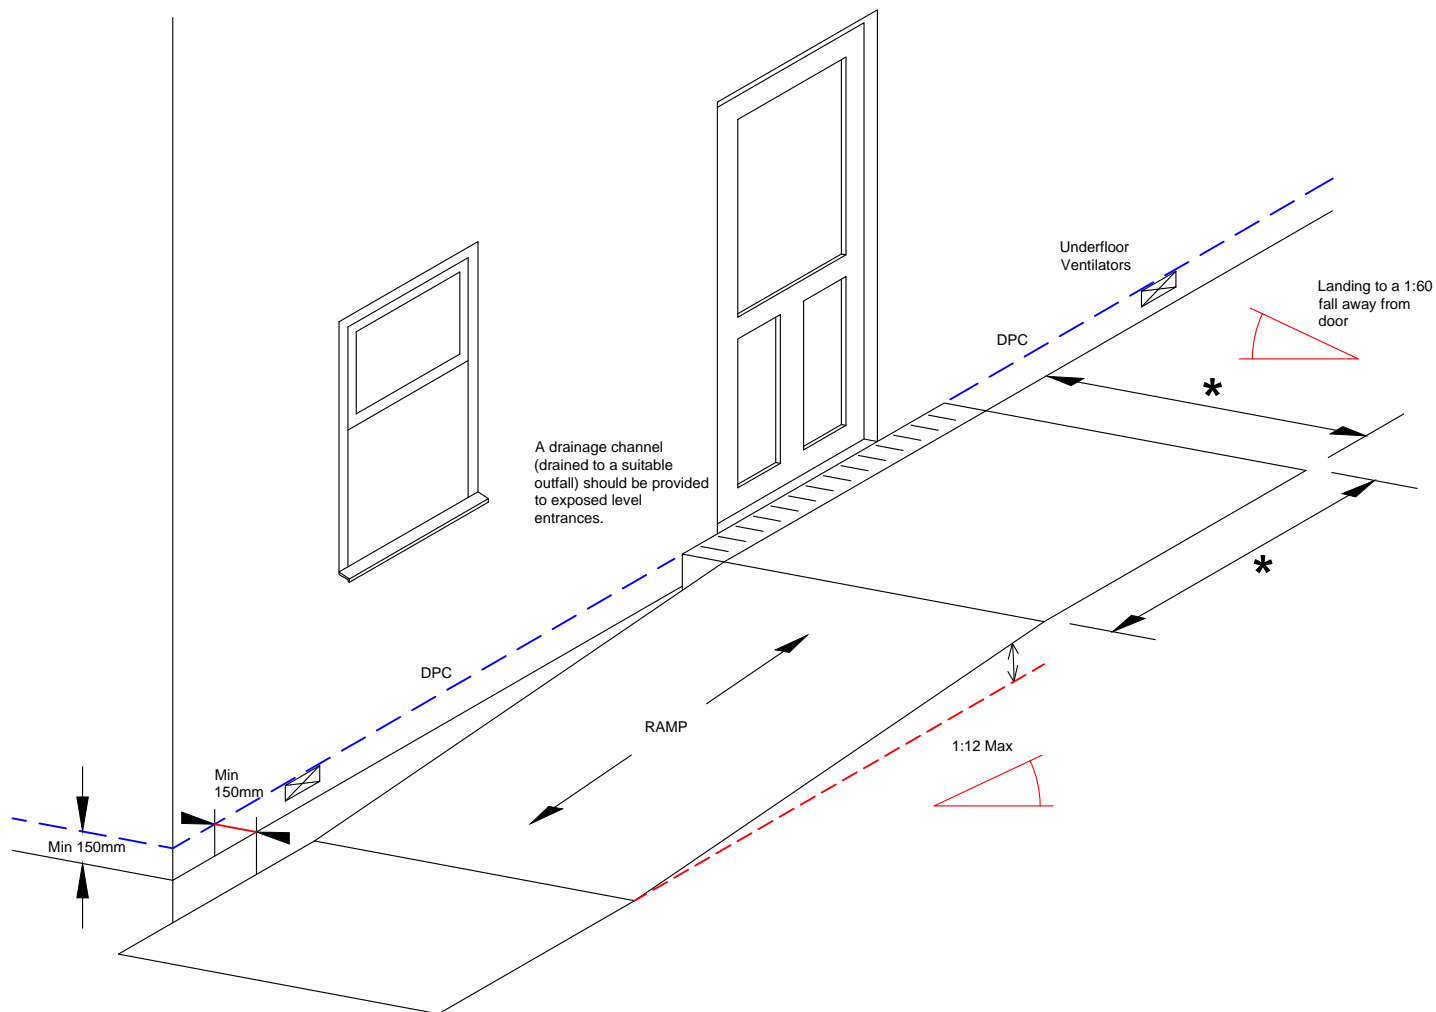 Underfloor
Ventilators
Landing to a 1:60
fall away from
door
DPC
*
A drainage channel
(drained to a suitable
outfall) should be provided
to exposed level
entrances.
*
DPC
RAMP
1:12 Max
Min
150mm
Min 150mm